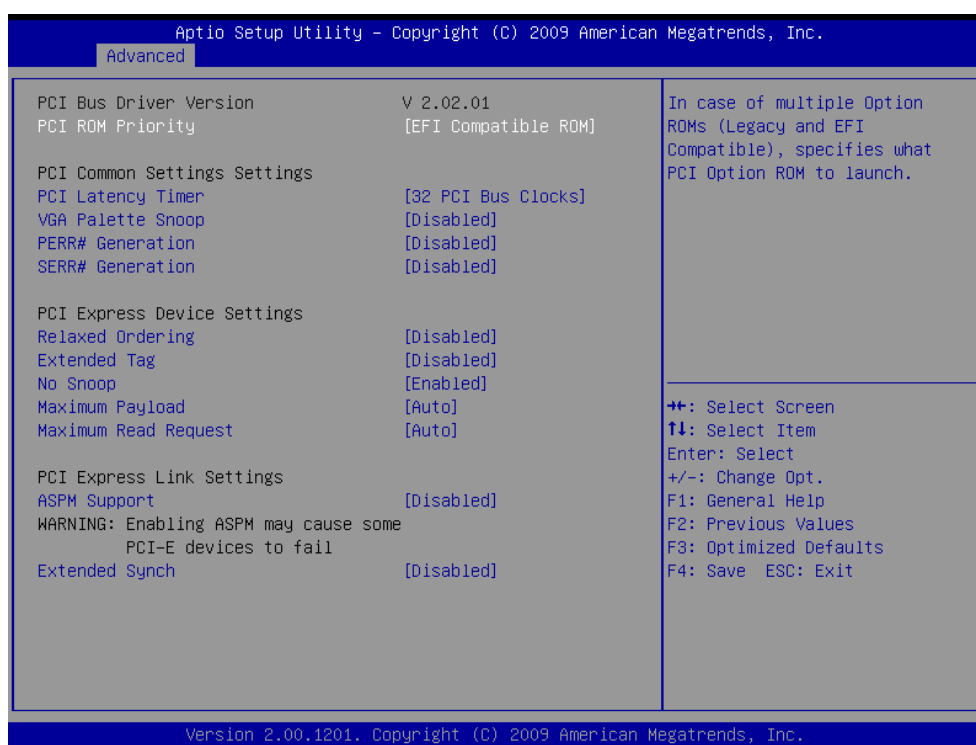 Aptio Setup Utility – Copyright (C) 2009 American Megatrends, Inc.
Advanced
PCI Bus Driver Version V 2.02.01
PCI ROM Priority [EFI Compatible ROM]
PCI Common Settings Settings
PCI Latency Timer [32 PCI Bus Clocks]
VGA Palette Snoop [Disabled]
PERR# Generation [Disabled]
SERR# Generation [Disabled]
PCI Express Device Settings
Relaxed Ordering [Disabled]
Extended Tag [Disabled]
No Snoop [Enabled]
Maximum Payload [Auto]
Maximum Read Request [Auto]
PCI Express Link Settings
ASPM Support [Disabled]
WARNING: Enabling ASPM may cause some
PCI-E devices to fail
Extended Synch [Disabled]
In case of multiple Option
ROMs (Legacy and EFI
Compatible), specifies what
PCI Option ROM to launch.
→←: Select Screen
↑↓: Select Item
Enter: Select
+/-: Change Opt.
F1: General Help
F2: Previous Values
F3: Optimized Defaults
F4: Save ESC: Exit
Version 2.00.1201. Copyright (C) 2009 American Megatrends, Inc.